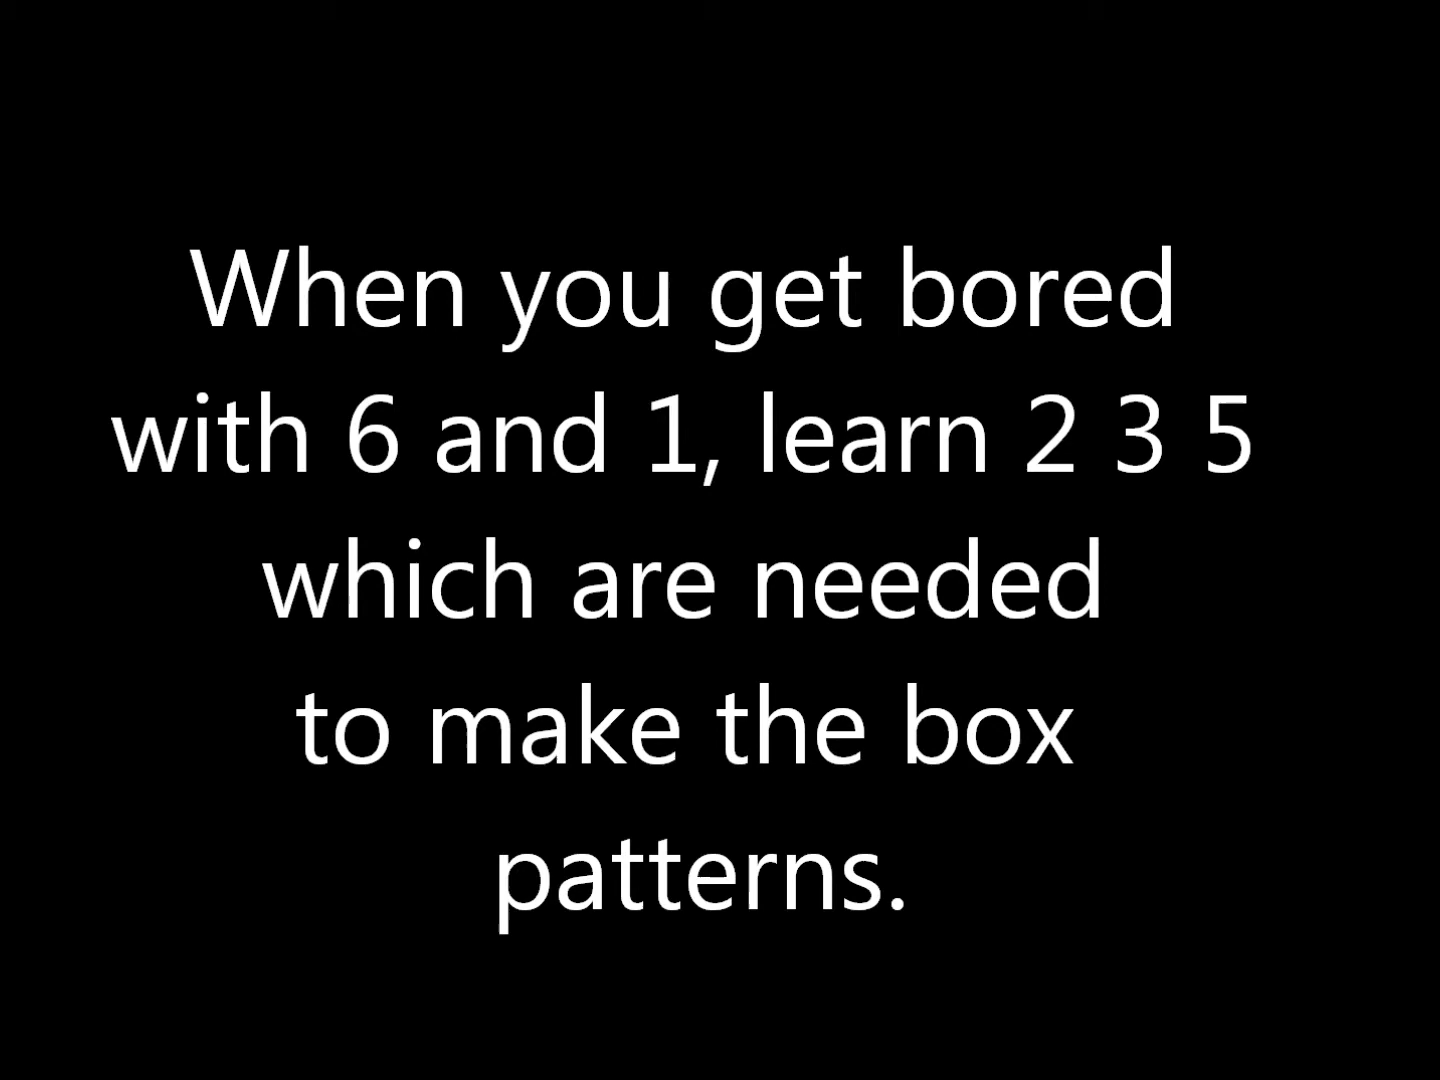 When you get bored
with 6 and 1, learn 2 3 5
which are needed
to make the box
patterns.